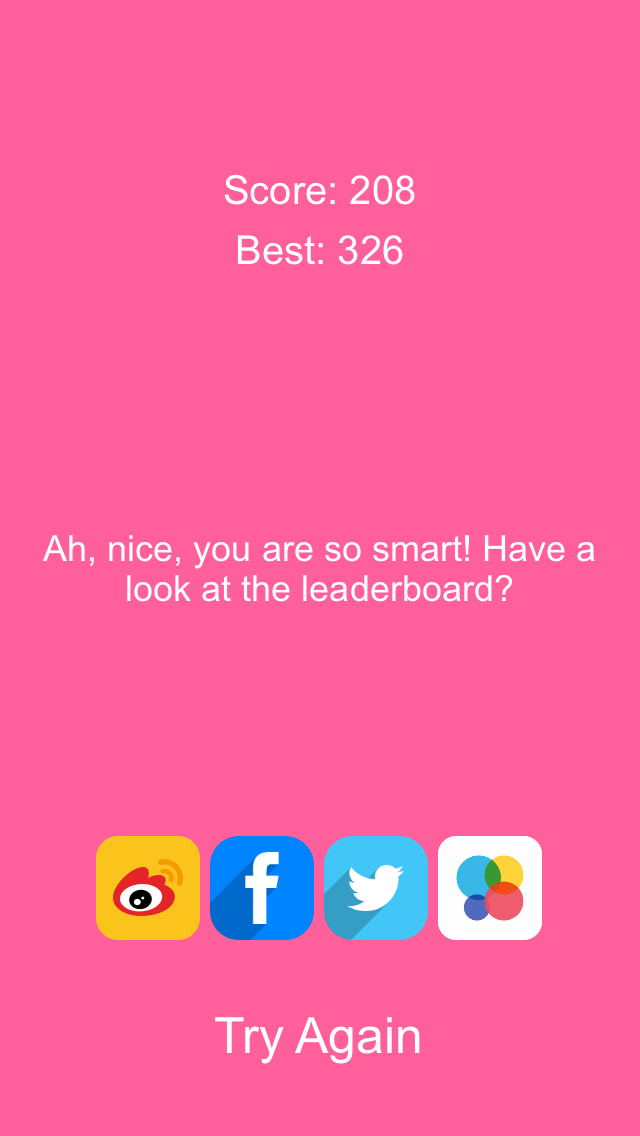 Score: 208
Best: 326
Ah, nice, you are so smart! Have a
look at the leaderboard?
Try Again